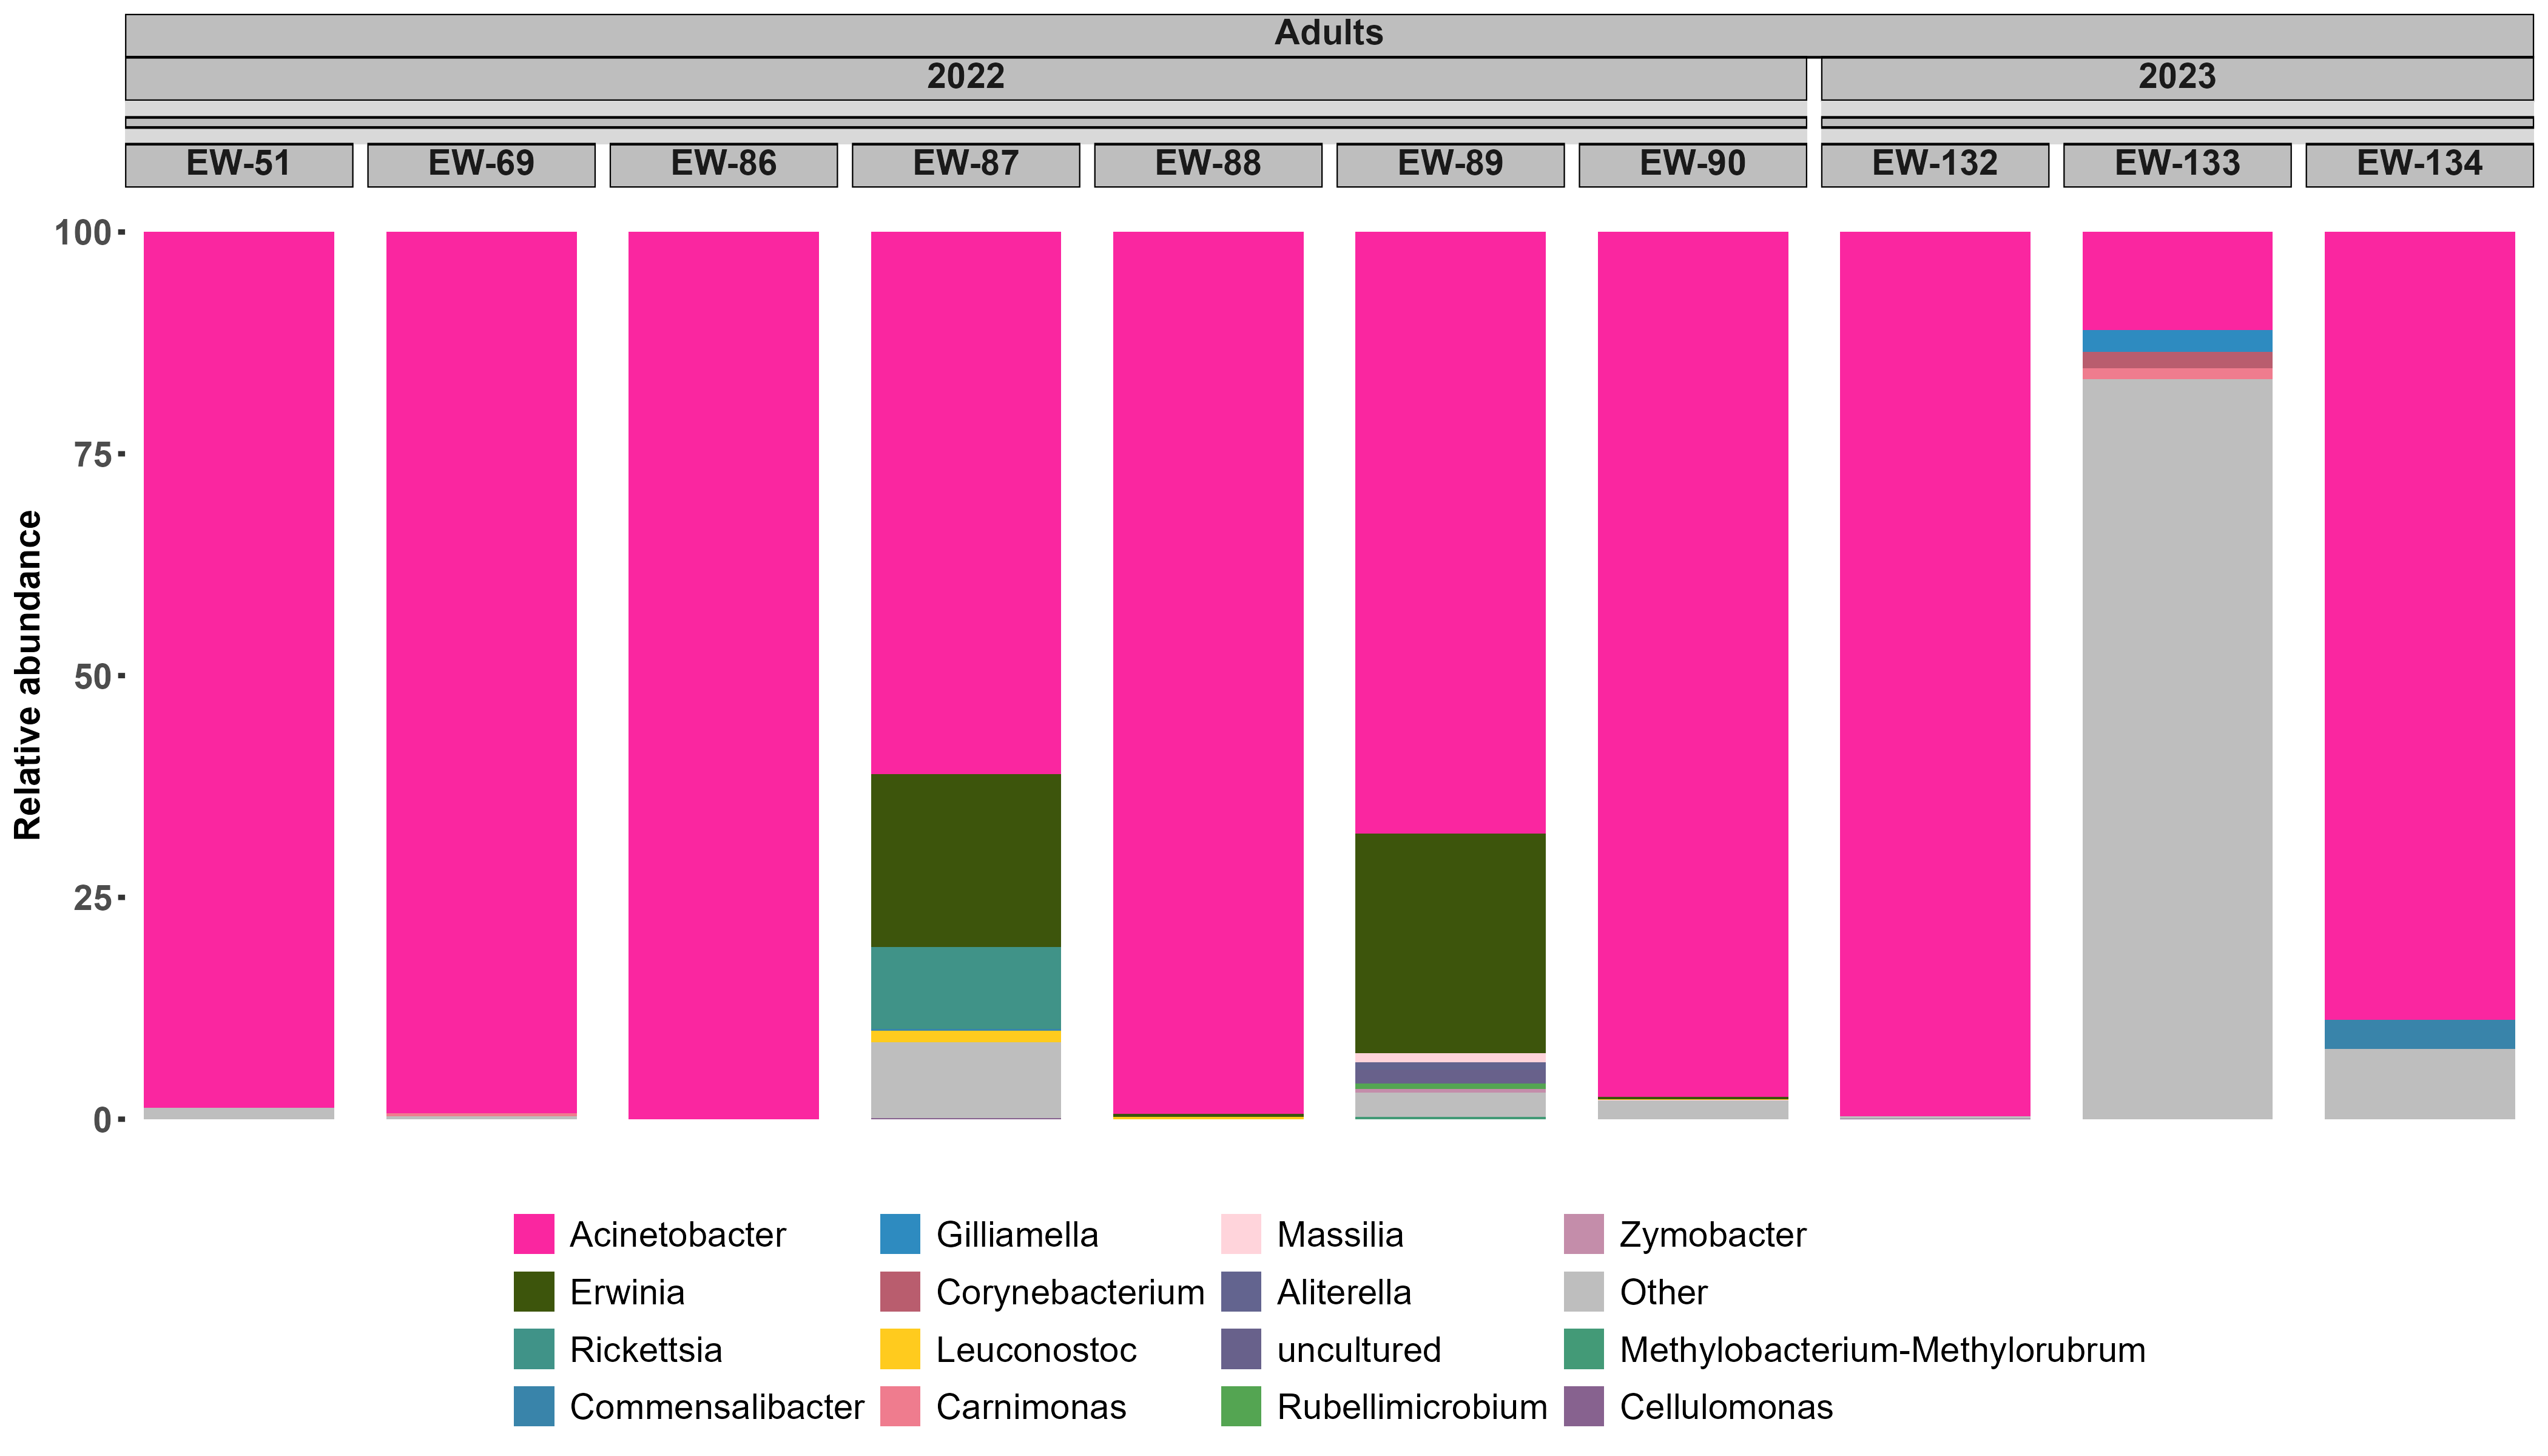 Adults
2022 2023
EW-51 EW-69 EW-86 EW-87 EW-88 EW-89 EW-90 EW-132 EW-133 EW-134
100
75
50
25
0
Relative abundance
Acinetobacter Gilliamella Massilia Zymobacter
Erwinia Corynebacterium Aliterella Other
Rickettsia Leuconostoc uncultured Methylobacterium-Methylorubrum
Commensalibacter Carnimonas Rubellimicrobium Cellulomonas